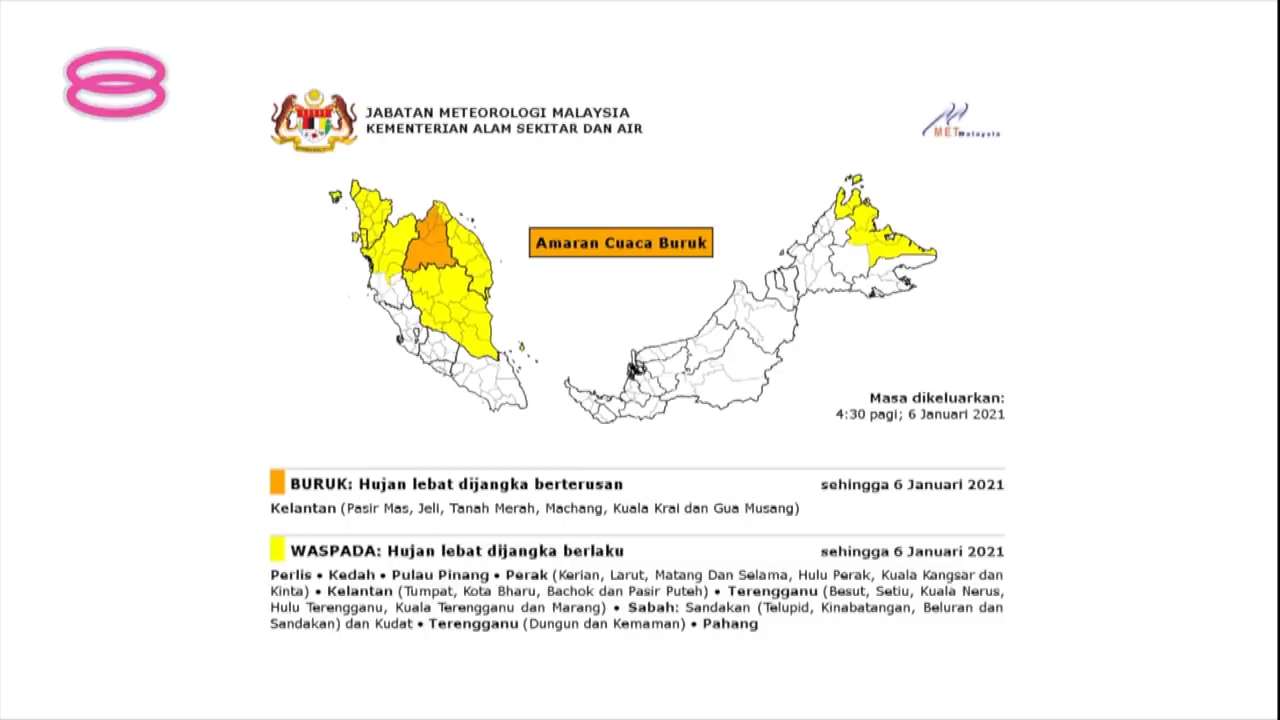 JABATAN METEOROLOGI MALAYSIA
KEMENTERIAN ALAM SEKITAR DAN AIR
METMalaysia
Amaran Cuaca Buruk
Masa dikeluarkan:
4:30 pagi; 6 Januari 2021
BURUK: Hujan lebat dijangka berterusan sehingga 6 Januari 2021
Kelantan (Pasir Mas, Jeli, Tanah Merah, Machang, Kuala Krai dan Gua Musang)
WASPADA: Hujan lebat dijangka berlaku sehingga 6 Januari 2021
Perlis • Kedah • Pulau Pinang • Perak (Kerian, Larut, Matang Dan Selama, Hulu Perak, Kuala Kangsar dan
Kinta) • Kelantan (Tumpat, Kota Bharu, Bachok dan Pasir Puteh) • Terengganu (Besut, Setiu, Kuala Nerus,
Hulu Terengganu, Kuala Terengganu dan Marang) • Sabah: Sandakan (Telupid, Kinabatangan, Beluran dan
Sandakan) dan Kudat • Terengganu (Dungun dan Kemaman) • Pahang